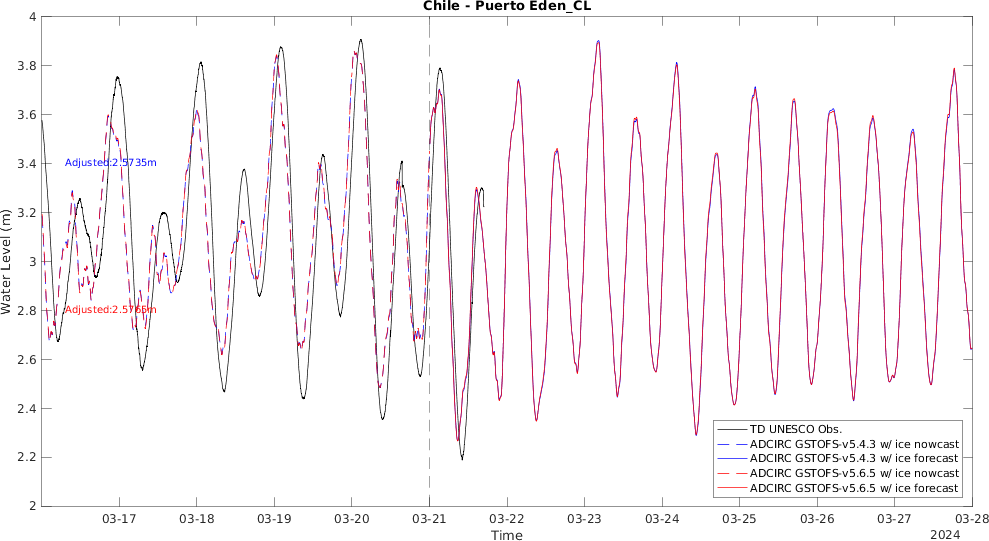 Chile - Puerto Eden_CL
4
3.8
3.6
3.4
3.2
3
2.8
2.6
2.4
2.2
2
Water Level (m)
Adjusted:2.5735m
Adjusted:2.5765m
TD UNESCO Obs.
ADCIRC GSTOFS-v5.4.3 w/ ice nowcast
ADCIRC GSTOFS-v5.4.3 w/ ice forecast
ADCIRC GSTOFS-v5.6.5 w/ ice nowcast
ADCIRC GSTOFS-v5.6.5 w/ ice forecast
03-17 03-18 03-19 03-20 03-21 03-22 03-23 03-24 03-25 03-26 03-27 03-28
Time
2024